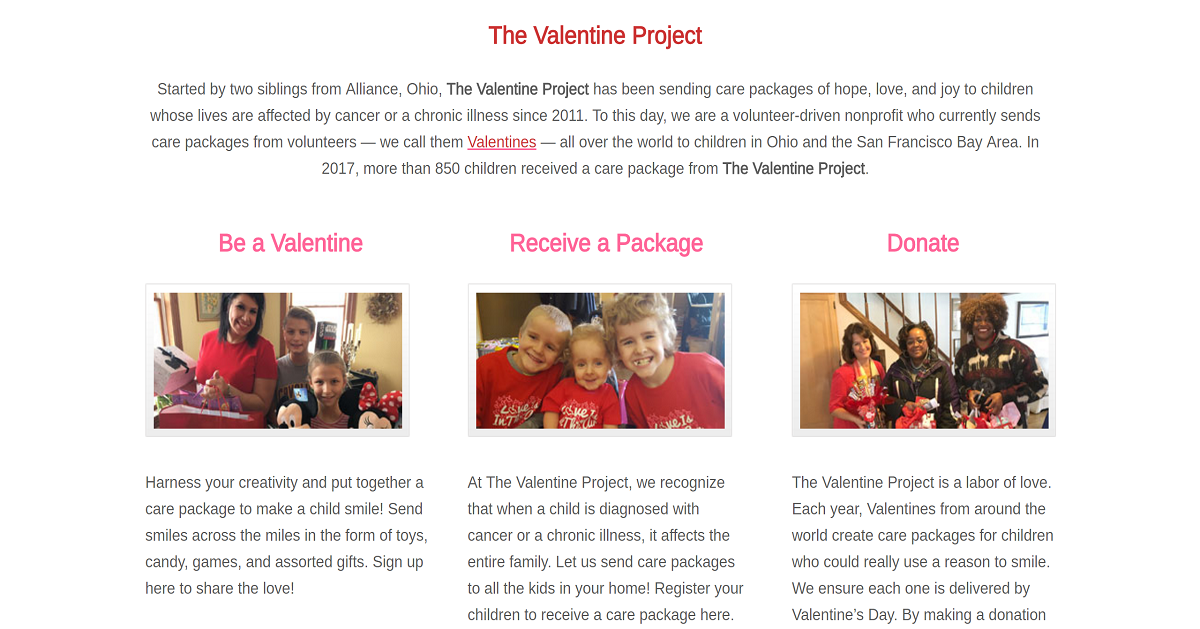 The Valentine Project
Started by two siblings from Alliance, Ohio, The Valentine Project has been sending care packages of hope, love, and joy to children
whose lives are affected by cancer or a chronic illness since 2011. To this day, we are a volunteer-driven nonprofit who currently sends
care packages from volunteers — we call them Valentines — all over the world to children in Ohio and the San Francisco Bay Area. In
2017, more than 850 children received a care package from The Valentine Project.
Be a Valentine
Harness your creativity and put together a
care package to make a child smile! Send
smiles across the miles in the form of toys,
candy, games, and assorted gifts. Sign up
here to share the love!
Receive a Package
Love Is
In The
Love Is
In The
Love Is
At The Valentine Project, we recognize
that when a child is diagnosed with
cancer or a chronic illness, it affects the
entire family. Let us send care packages
to all the kids in your home! Register your
children to receive a care package here.
Donate
The Valentine Project is a labor of love.
Each year, Valentines from around the
world create care packages for children
who could really use a reason to smile.
We ensure each one is delivered by
Valentine’s Day. By making a donation